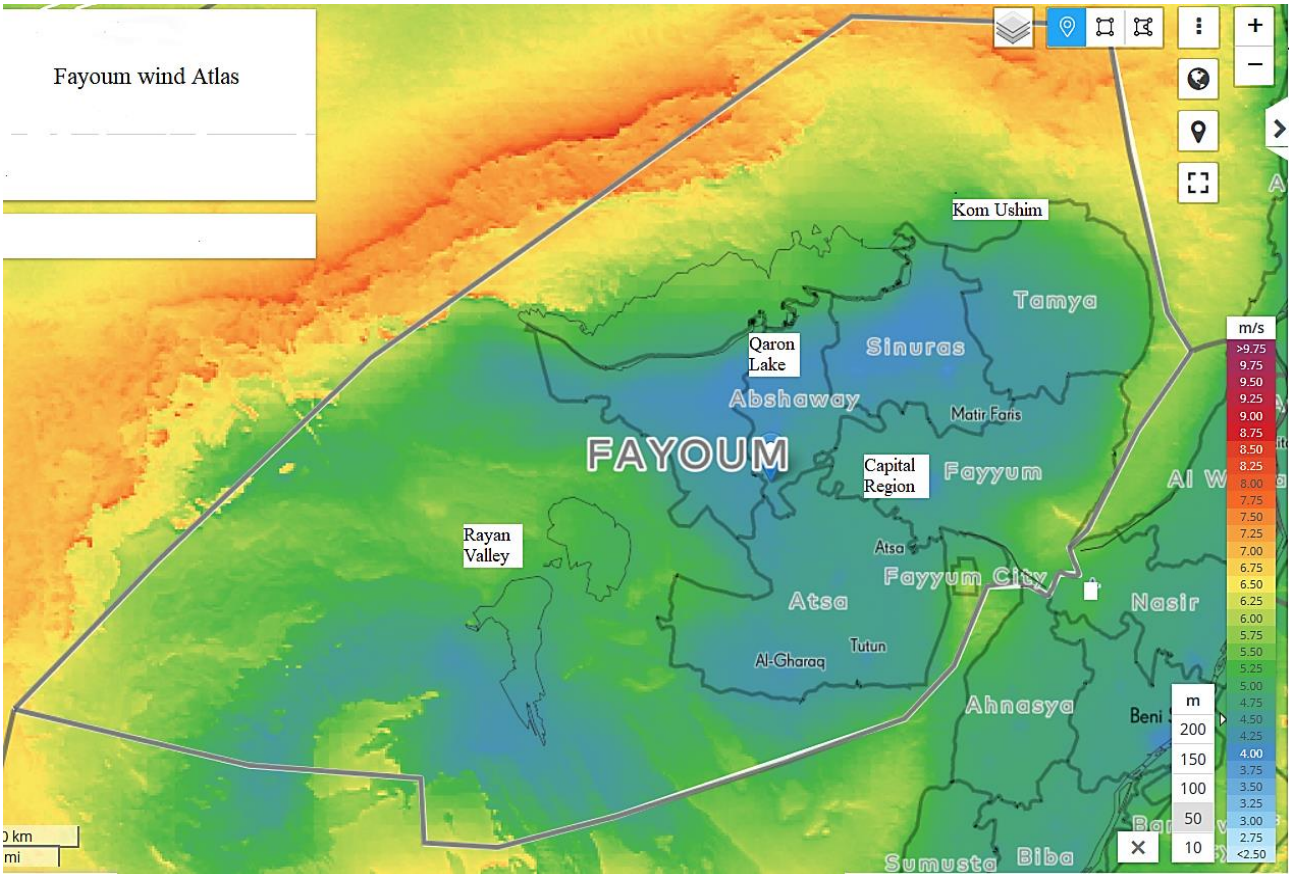 Fayoum wind Atlas
Kom Ushim
Tamya
Qaron
Lake
Sinuras
Abshaway
Matir Faris
FAYOUM
Capital
Region
Fayyum
Rayan
Valley
Atsa
Fayyum City
Atsa
Nasir
Tutun
Al-Gharaq
Ahnasya
Beni S
Sumusta
Biba
Al W
m/s
>9.75
9.75
9.50
9.25
9.00
8.75
8.50
8.25
8.00
7.75
7.50
7.25
7.00
6.75
6.50
6.25
6.00
5.75
5.50
5.25
5.00
4.75
4.50
4.25
4.00
3.75
3.50
3.25
3.00
2.75
<2.50
m
200
150
100
50
10
0 km
mi